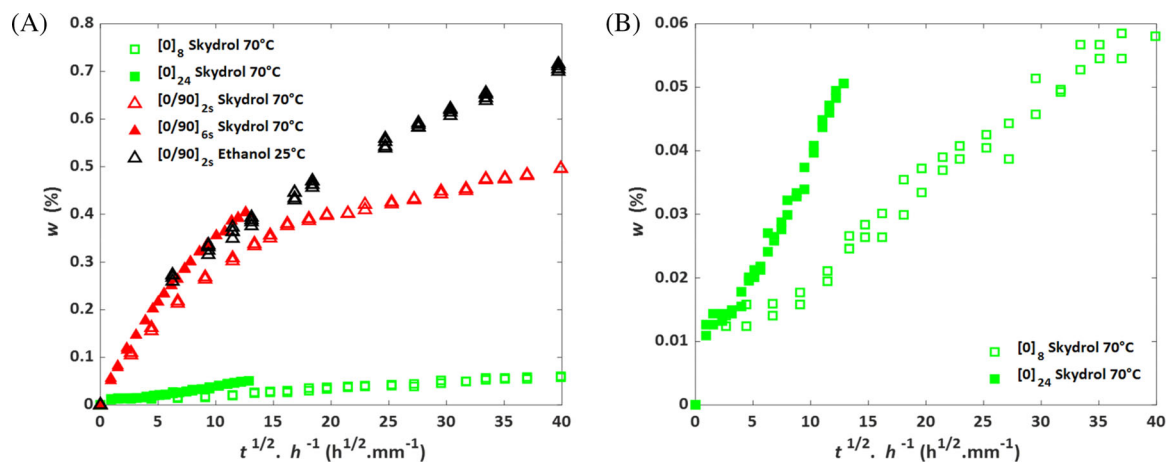 (A)
0.8
0.7
0.6
0.5
0.4
0.3
0.2
0.1
0
w (%)
[0]8 Skydrol 70°C
[0]24 Skydrol 70°C
[0/90]2s Skydrol 70°C
[0/90]6s Skydrol 70°C
[0/90]2s Ethanol 25°C
0 5 10 15 20 25 30 35 40
t 1/2. h -1 (h1/2.mm-1)
(B)
0.06
0.05
0.04
0.03
0.02
0.01
0
w (%)
[0]8 Skydrol 70°C
[0]24 Skydrol 70°C
0 5 10 15 20 25 30 35 40
t 1/2. h -1 (h1/2.mm-1)